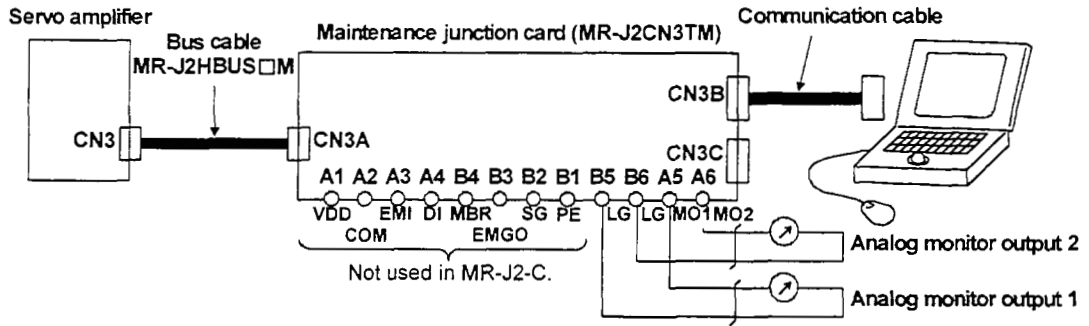 Servo amplifier
Communication cable
Maintenance junction card (MR-J2CN3TM)
Bus cable
MR-J2HBUS□M
CN3B
CN3
CN3A
CN3C
A1 A2 A3 A4 B4 B3 B2 B1 B5 B6 A5 A6
VDD EMI DI MBR SG PE LG LG MO1 MO2
COM EMGO
Not used in MR-J2-C.
Analog monitor output 2
Analog monitor output 1